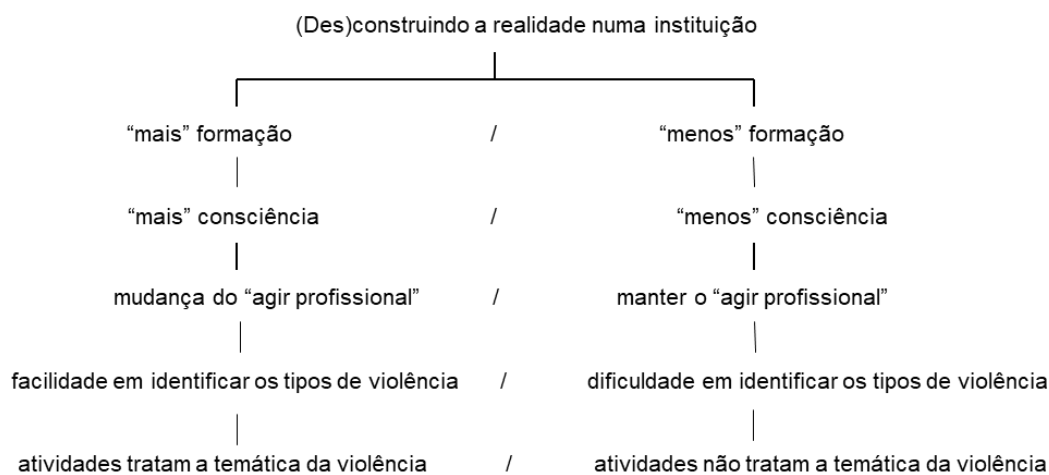 (Des)construindo a realidade numa instituição
“mais” formação / “menos” formação
“mais” consciência / “menos” consciência
mudança do “agir profissional” / manter o “agir profissional”
facilidade em identificar os tipos de violência / dificuldade em identificar os tipos de violência
atividades tratam a temática da violência / atividades não tratam a temática da violência